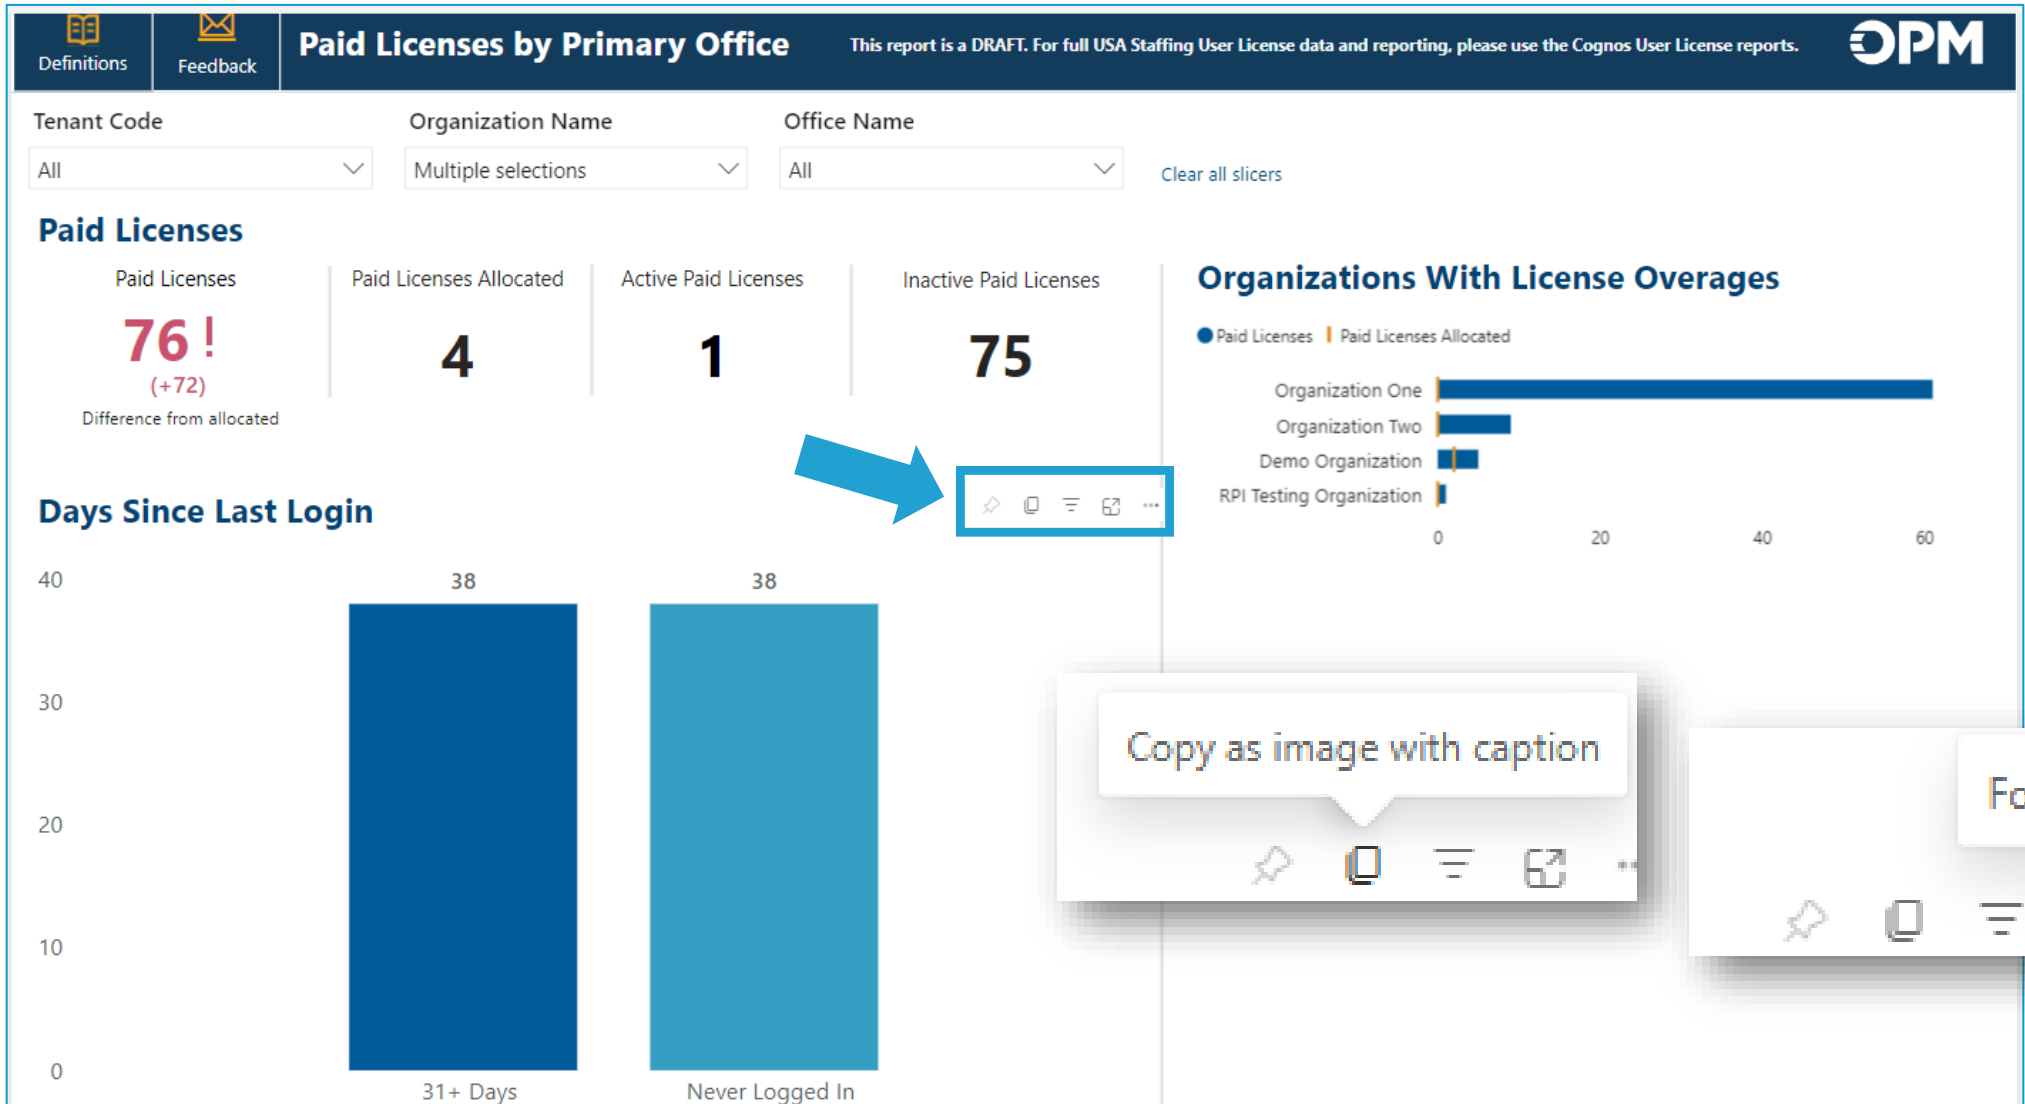 Definitions
Feedback
Paid Licenses by Primary Office
This report is a DRAFT. For full USA Staffing User License data and reporting, please use the Cognos User License reports.
OPM
Tenant Code
Organization Name
Office Name
All
Multiple selections
All
Clear all slicers
Paid Licenses
Paid Licenses
Paid Licenses Allocated
Active Paid Licenses
Inactive Paid Licenses
76!
4
1
75
(+72)
Difference from allocated
Organizations With License Overages
Paid Licenses
Paid Licenses Allocated
Organization One
Organization Two
Demo Organization
RPI Testing Organization
0
20
40
60
Days Since Last Login
40
30
20
10
0
38
38
31+ Days
Never Logged In
Copy as image with caption
Fo